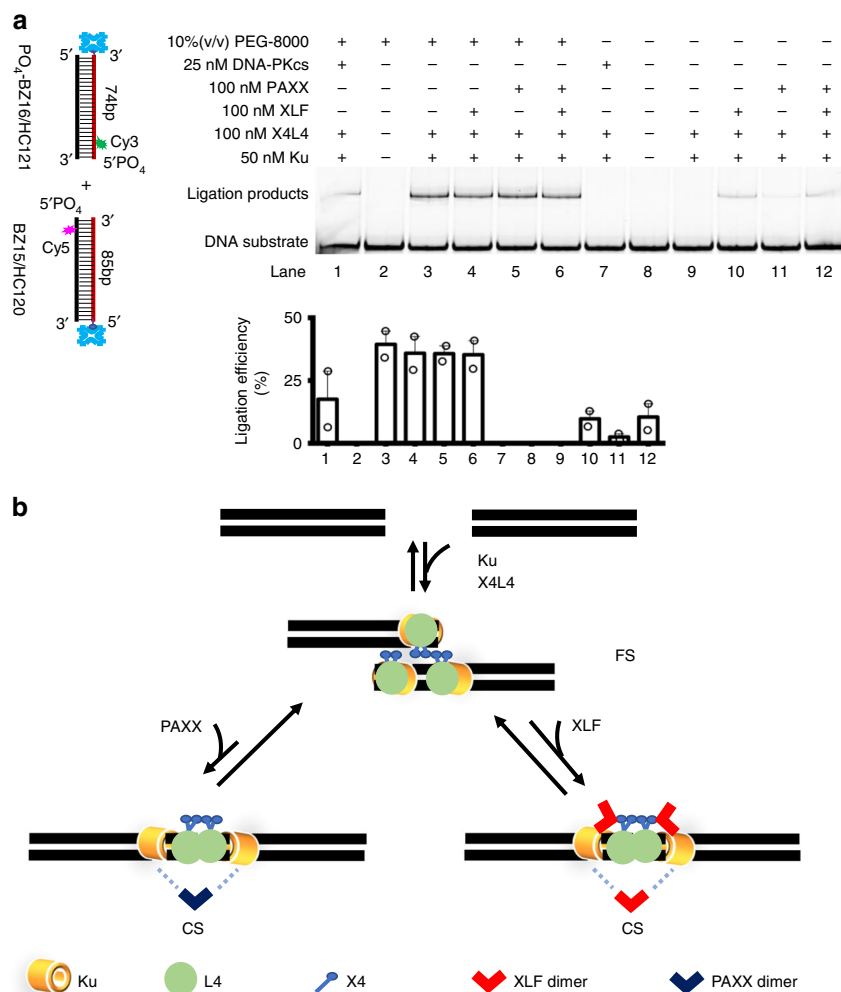 a
PO₄-BZ16/HC121
5′ 3′
74bp
Cy3
3′ 5′PO₄
+
BZ15/HC120
5′PO₄
3′
Cy5
85bp
3′ 5′
10%(v/v) PEG-8000 + + + + + + – – – – – –
25 nM DNA-PKcs + – – – – – + – – – – –
100 nM PAXX – – – – + + – – – – + +
100 nM XLF – – – + – + – – – + – +
100 nM X4L4 + – + + + + + – + + + +
50 nM Ku + – + + + + + – + + + +
Ligation products
DNA substrate
Lane 1 2 3 4 5 6 7 8 9 10 11 12
Ligation efficiency
(%)
50
25
0
1 2 3 4 5 6 7 8 9 10 11 12
b
Ku
X4L4
FS
PAXX
XLF
CS
CS
Ku L4 X4 XLF dimer PAXX dimer